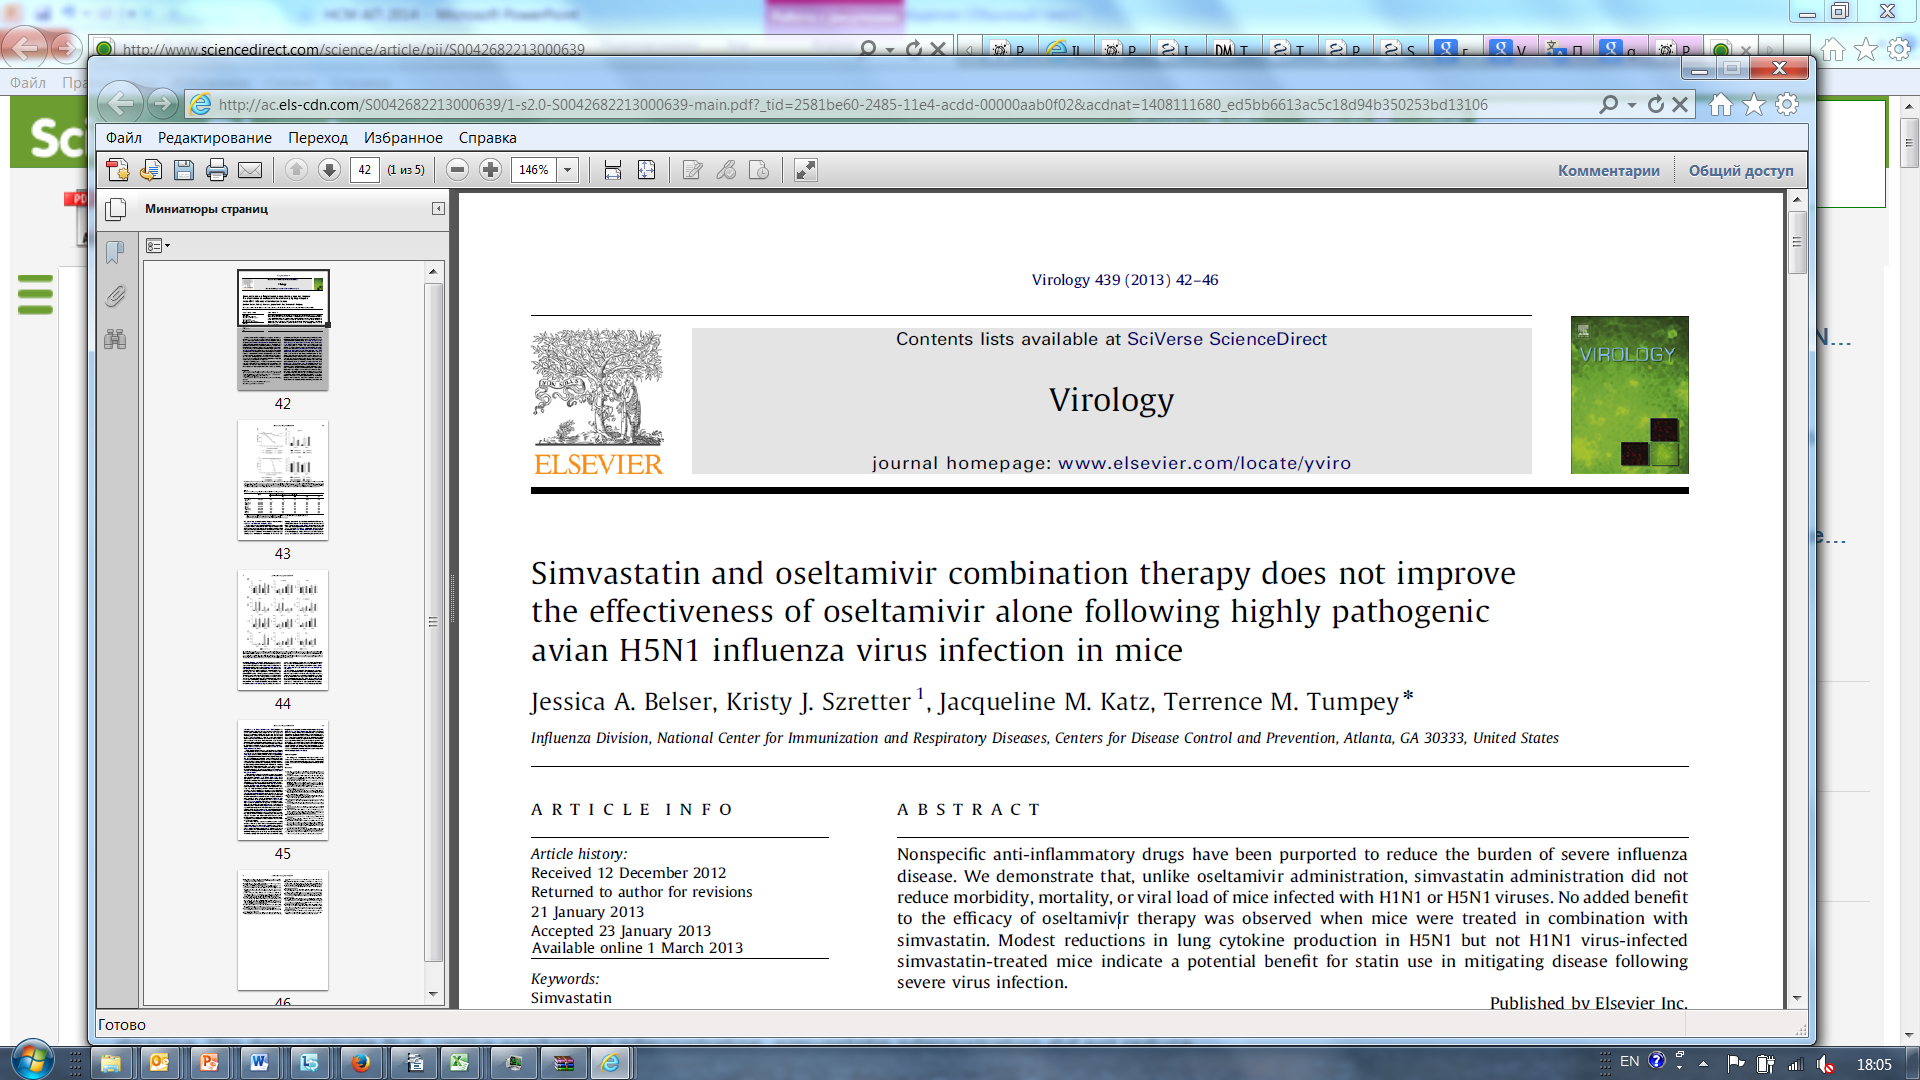 НСМ АП 2014 - Microsoft PowerPoint
http://www.sciencedirect.com/science/article/pii/S0042682213000639
Файл
http://ac.els-cdn.com/S0042682213000639/1-s2.0-S0042682213000639-main.pdf?_tid=2581be60-2485-11e4-acdd-00000aab0f02&acdnat=1408111680_ed5bb6613ac5c18d94b350253bd13106
Файл Редактирование Переход Избранное Справка
42 (1 из 5) 146% Комментарии Общий доступ
Миниатюры страниц
42
43
44
45
46
Virology 439 (2013) 42–46
Contents lists available at SciVerse ScienceDirect
Virology
journal homepage: www.elsevier.com/locate/yviro
ELSEVIER
VIROLOGY
Simvastatin and oseltamivir combination therapy does not improve
the effectiveness of oseltamivir alone following highly pathogenic
avian H5N1 influenza virus infection in mice
Jessica A. Belser, Kristy J. Szretter 1, Jacqueline M. Katz, Terrence M. Tumpey*
Influenza Division, National Center for Immunization and Respiratory Diseases, Centers for Disease Control and Prevention, Atlanta, GA 30333, United States
ARTICLE INFO
Article history:
Received 12 December 2012
Returned to author for revisions
21 January 2013
Accepted 23 January 2013
Available online 1 March 2013
Keywords:
Simvastatin
ABSTRACT
Nonspecific anti-inflammatory drugs have been purported to reduce the burden of severe influenza
disease. We demonstrate that, unlike oseltamivir administration, simvastatin administration did not
reduce morbidity, mortality, or viral load of mice infected with H1N1 or H5N1 viruses. No added benefit
to the efficacy of oseltamivir therapy was observed when mice were treated in combination with
simvastatin. Modest reductions in lung cytokine production in H5N1 but not H1N1 virus-infected
simvastatin-treated mice indicate a potential benefit for statin use in mitigating disease following
severe virus infection.
Published by Elsevier Inc.
Готово
EN
18:05